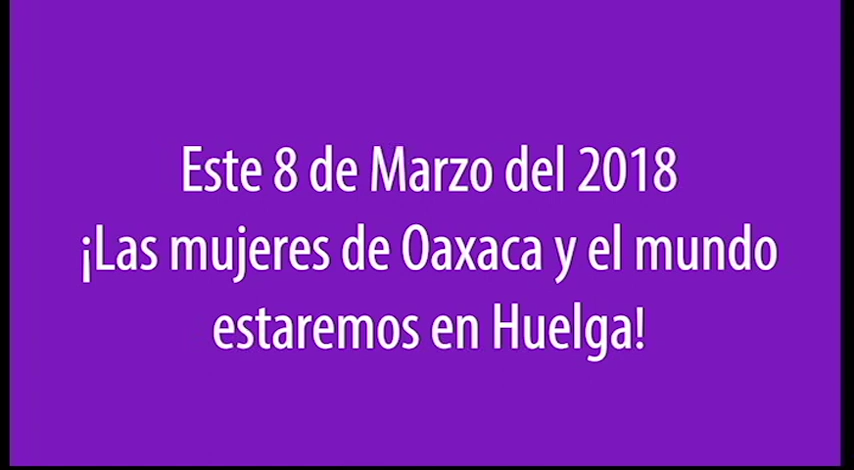 Este 8 de Marzo del 2018
¡Las mujeres de Oaxaca y el mundo
estaremos en Huelga!